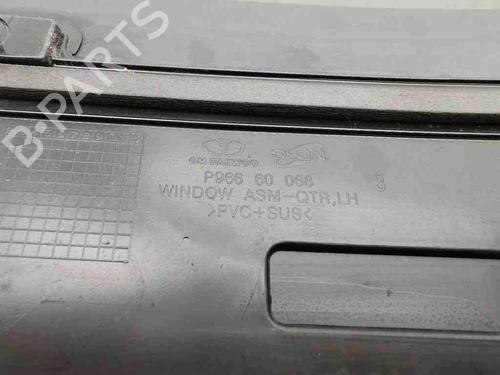 B-PARTS
GM DAEWOO
P966 60 068
WINDOW ASM-QTR,LH
>PVC+SUS<